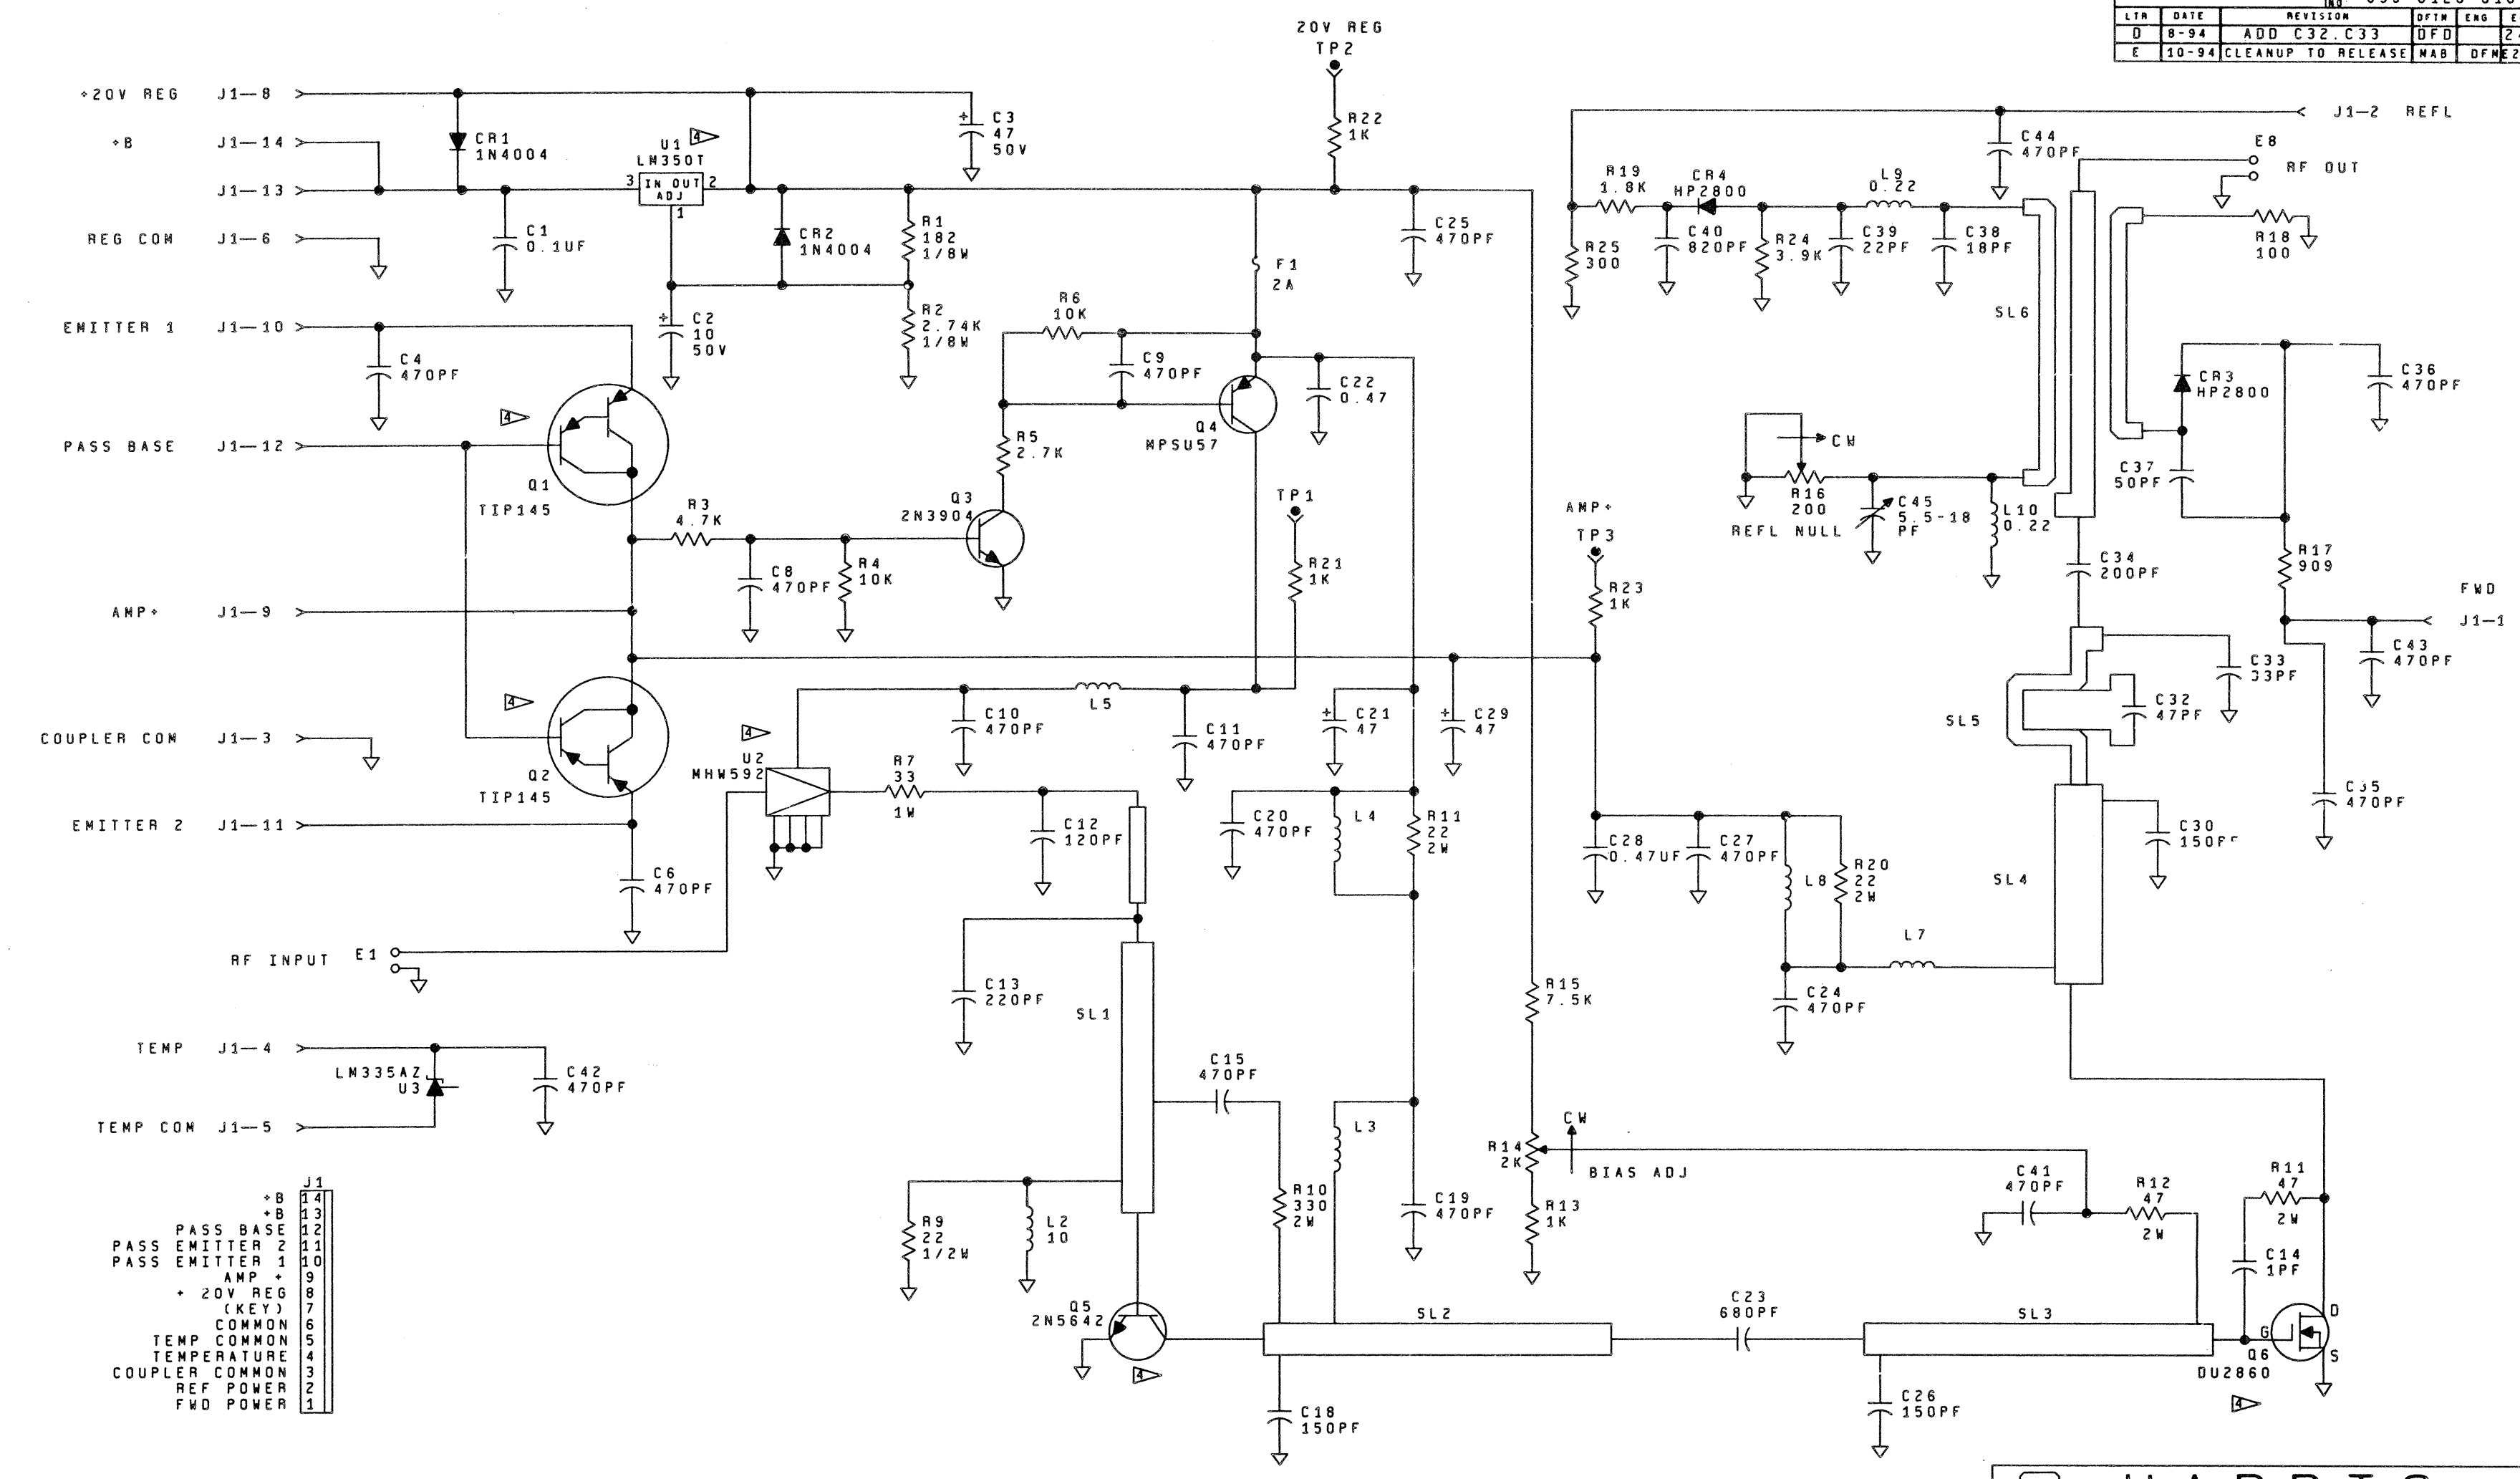 LTR DATE REVISION DFTM ENG
D 8-94 ADD C32.C33 DFD
E 10-94 CLEANUP TO RELEASE MAB DFM
20V REG
TP2
+20V REG J1-8
+B J1-14
J1-13
REG COM J1-6
EMITTER 1 J1-10
PASS BASE J1-12
AMP+ J1-9
COUPLER COM J1-3
EMITTER 2 J1-11
RF INPUT E1
TEMP J1-4
TEMP COM J1-5
CR1
1N4004
U1
LM350T
4
3 IN OUT 2
ADJ
1
C3
47
50V
C1
0.1UF
CR2
1N4004
R1
182
1/8W
R2
2.74K
1/8W
C2
10
50V
R22
1K
C25
470PF
F1
2A
C4
470PF
4
Q1
TIP145
R6
10K
C9
470PF
C22
0.47
Q4
MPSU57
R5
2.7K
Q3
2N3904
R3
4.7K
C8
470PF
R4
10K
TP1
R21
1K
4
Q2
TIP145
C6
470PF
4
U2
MHW592
R7
33
1W
C10
470PF
L5
C11
470PF
C21
47
C29
47
C12
120PF
C20
470PF
L4
R11
22
2W
C13
220PF
SL1
C15
470PF
R10
330
2W
L3
C19
470PF
R9
22
1/2W
L2
10
Q5
2N5642
4
SL2
C18
150PF
C23
680PF
SL3
C26
150PF
R15
7.5K
R14
2K
CW
BIAS ADJ
R13
1K
C41
470PF
R12
47
2W
R11
47
2W
C14
1PF
D
G
S
Q6
DU2860
4
AMP+
TP3
R23
1K
C28
0.47UF
C27
470PF
L8
R20
22
2W
L7
C24
470PF
SL4
C30
SL5
C32
47PF
C33
C34
200PF
J1-2 REFL
C44
470PF
E8
RF OUT
R19
1.8K
CR4
HP2800
L9
0.22
R25
300
C40
820PF
R24
3.9K
C39
22PF
C38
18PF
R18
100
SL6
CW
R16
200
REFL NULL
C45
5.5-18
PF
L10
0.22
CR3
HP2800
C36
470PF
C37
50PF
R17
909
FWD
J1-1
C43
470PF
470PF
LM335AZ
U3
C42
470PF
J1
+B 14
+B 13
PASS BASE 12
PASS EMITTER 2 11
PASS EMITTER 1 10
AMP + 9
+ 20V REG 8
(KEY) 7
COMMON 6
TEMP COMMON 5
TEMPERATURE 4
COUPLER COMMON 3
REF POWER 2
FWD POWER 1